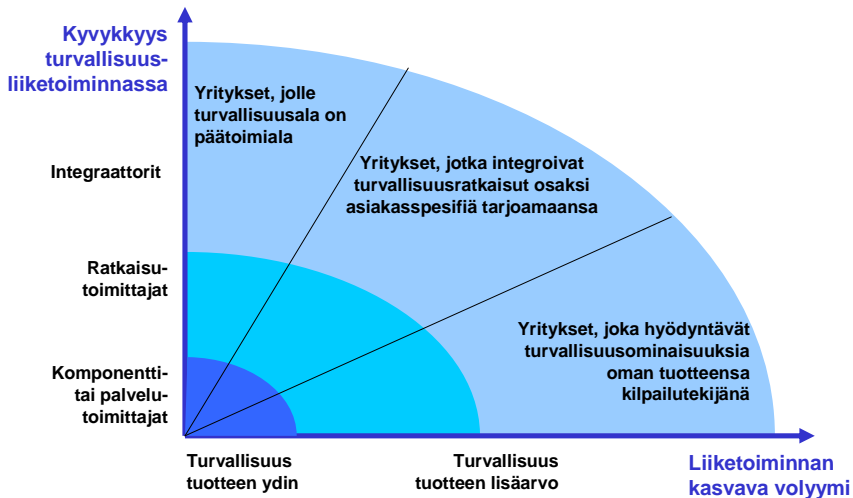 Kyvykkyys
turvallisuus-
liiketoiminnassa
Yritykset, jolle
turvallisuusala on
päätoimiala
Integraattorit
Yritykset, jotka integroivat
turvallisuusratkaisut osaksi
asiakasspesifiä tarjoamaansa
Ratkaisu-
toimittajat
Yritykset, joka hyödyntävät
turvallisuusominaisuuksia
oman tuotteensa
kilpailutekijänä
Komponentti-
tai palvelu-
toimittajat
Turvallisuus
tuotteen ydin
Turvallisuus
tuotteen lisäarvo
Liiketoiminnan
kasvava volyymi